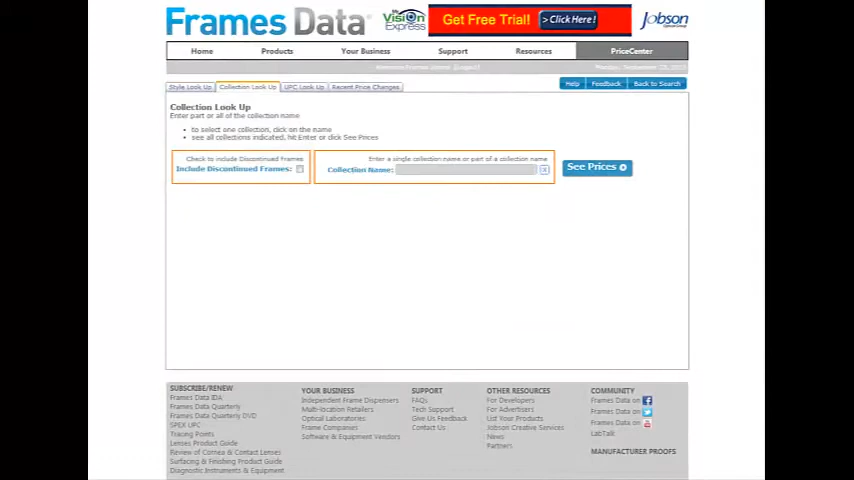 Frames Data
My Vision Express
Get Free Trial! > Click Here!
Jobson
Home Products Your Business Support Resources PriceCenter
Style Look Up Collection Look Up UPC Look Up Recent Price Changes
Help Feedback Back to Search
Collection Look Up
Enter part or all of the collection name
• to select one collection, click on the name
• see all collections indicated, hit Enter or click See Prices
Check to include Discontinued Frames
Include Discontinued Frames:
Enter a single collection name or part of a collection name
Collection Name:
See Prices
SUBSCRIBE/RENEW
Frames Data IDA
Frames Data Quarterly
Frames Data Quarterly DVD
SPEX UPC
Tracing Points
Lenses Product Guide
Review of Cornea & Contact Lenses
Surfacing & Finishing Product Guide
Diagnostic Instruments & Equipment
YOUR BUSINESS
Independent Frame Dispensers
Multi-location Retailers
Optical Laboratories
Frame Companies
Software & Equipment Vendors
SUPPORT
FAQs
Tech Support
Give Us Feedback
Contact Us
OTHER RESOURCES
For Developers
For Advertisers
Jobson Creative Services
List Your Products
News
Partners
COMMUNITY
Frames Data on
Frames Data on
Frames Data on
LabTalk
MANUFACTURER PROOFS